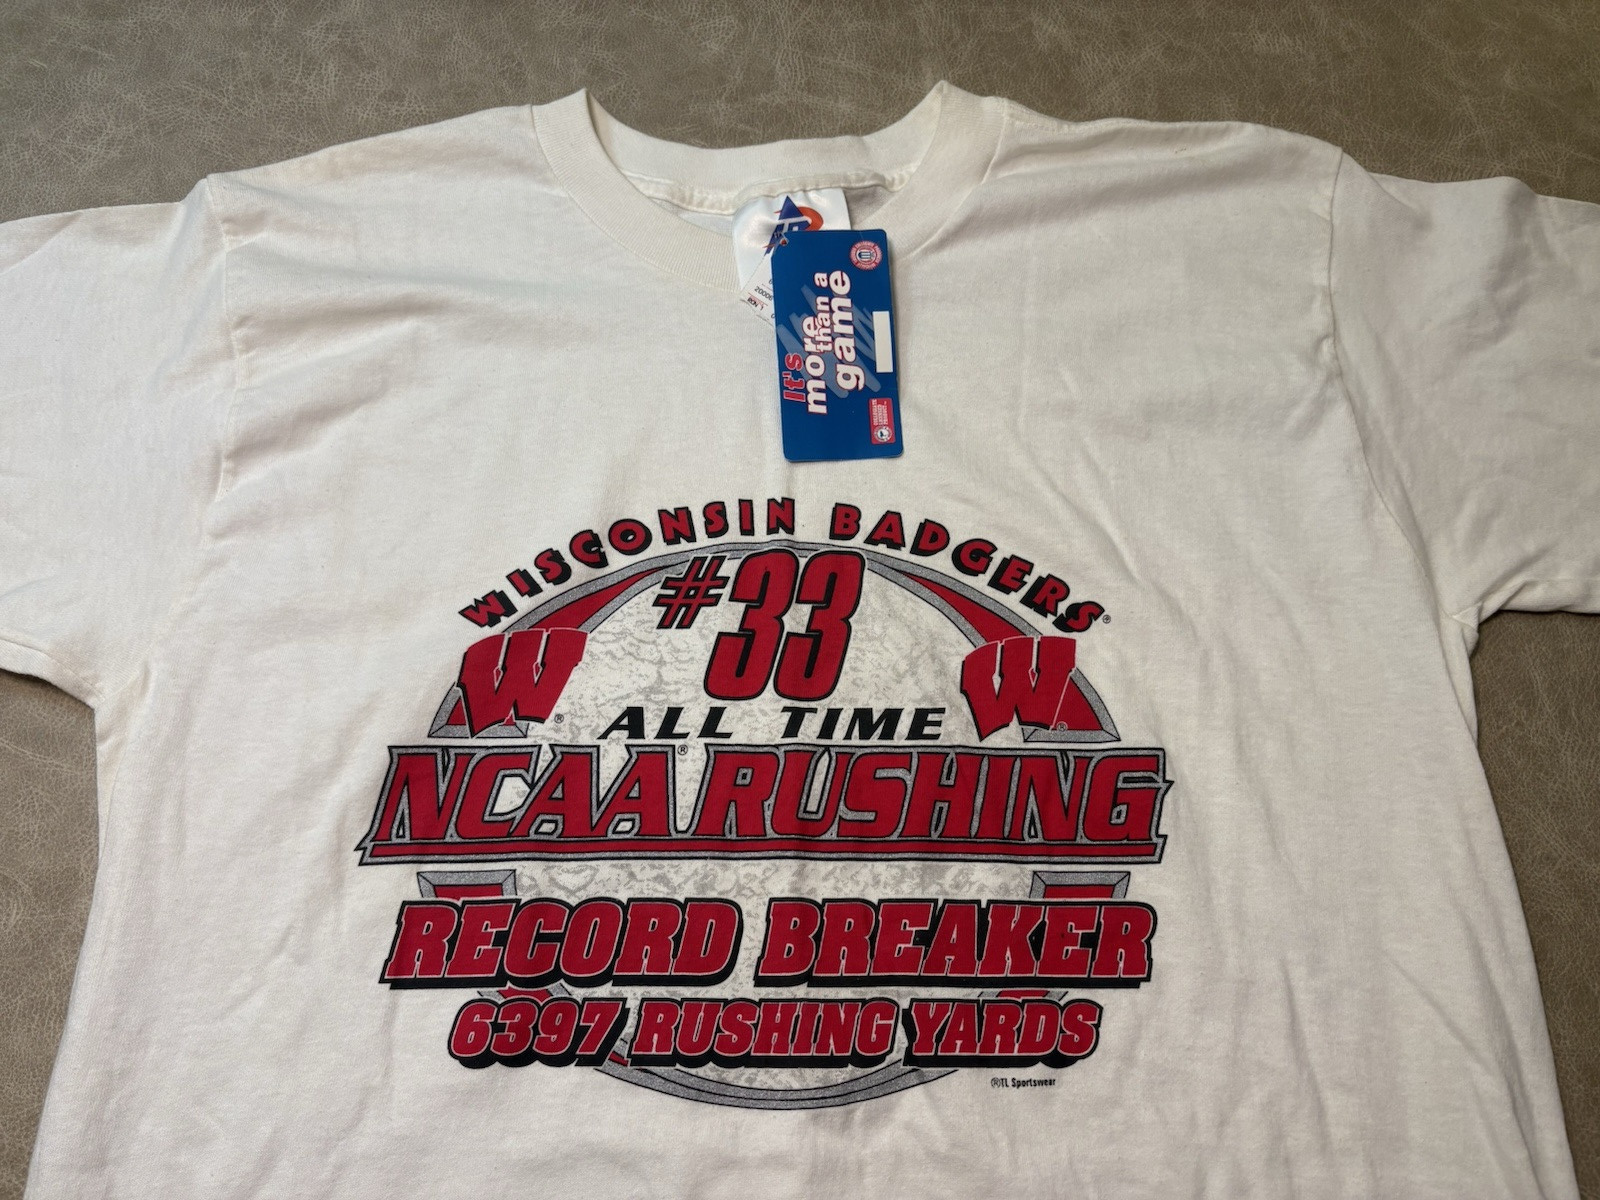 It's
more
than a
game
WISCONSIN BADGERS®
#33
W® W®
ALL TIME
NCAA® RUSHING
RECORD BREAKER
6397 RUSHING YARDS
®TL Sportswear